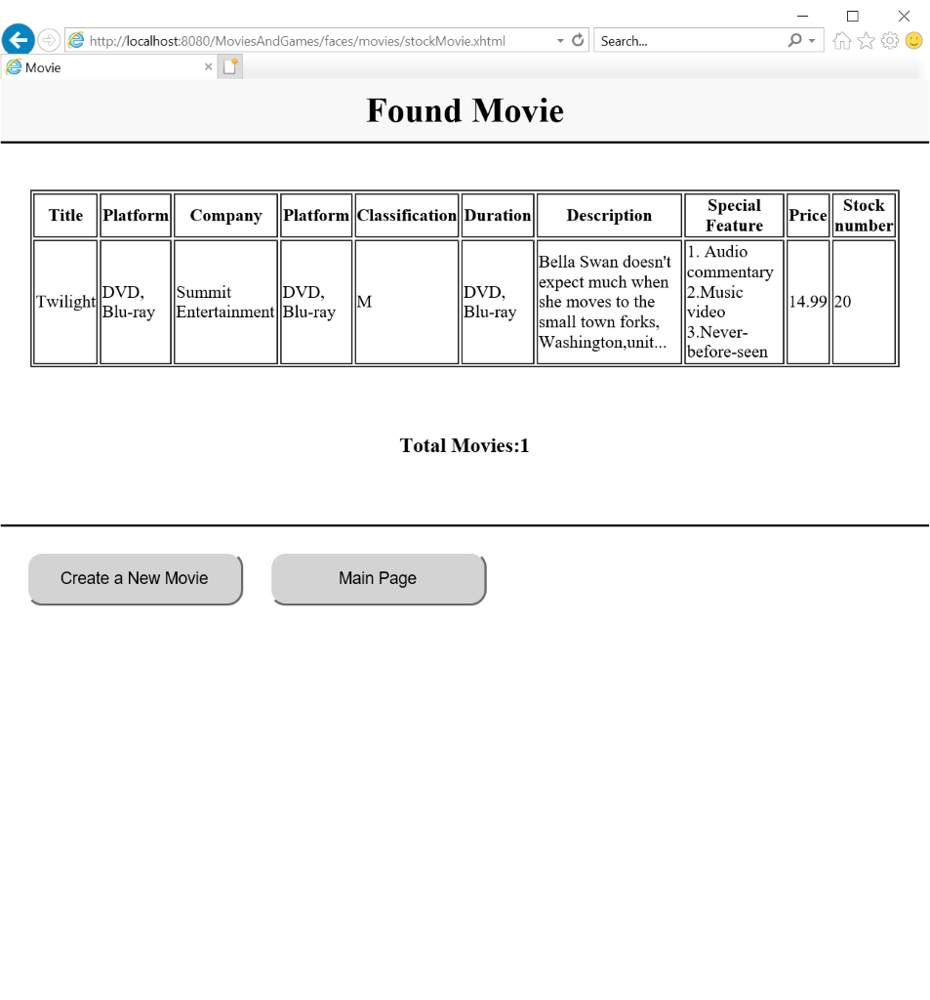 http://localhost:8080/MoviesAndGames/faces/movies/stockMovie.xhtml
Search...
Movie
Found Movie
Title Platform Company Platform Classification Duration Description Special Feature Price Stock number
Twilight
DVD,
Blu-ray
Summit
Entertainment
DVD,
Blu-ray
M
DVD,
Blu-ray
Bella Swan doesn't
expect much when
she moves to the
small town forks,
Washington,unit...
1. Audio
commentary
2.Music
video
3.Never-
before-seen
14.99
20
Total Movies:1
Create a New Movie
Main Page